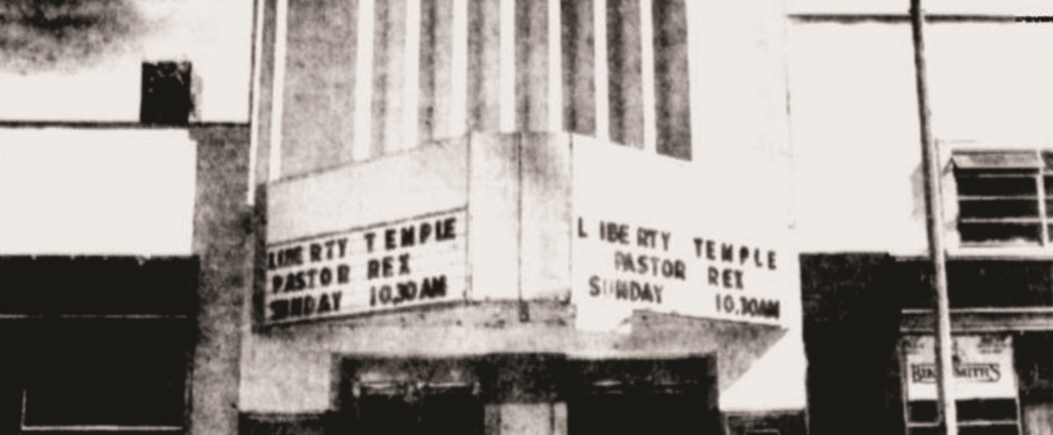 LIBERTY TEMPLE
PASTOR REX
SUNDAY 10.30AM
LIBERTY TEMPLE
PASTOR REX
SUNDAY 10.30AM